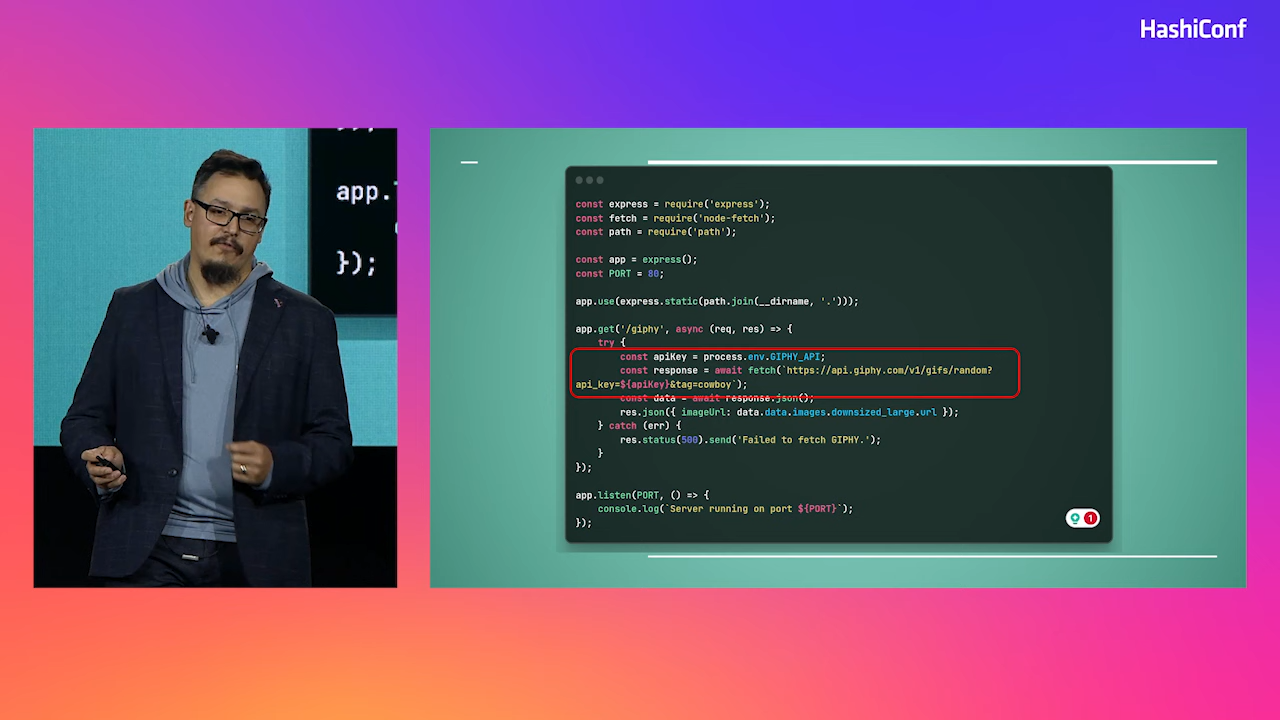 HashiConf
});
app.
});
const express = require('express');
const fetch = require('node-fetch');
const path = require('path');
const app = express();
const PORT = 80;
app.use(express.static(path.join(__dirname, '.')));
app.get('/giphy', async (req, res) => {
try {
const apiKey = process.env.GIPHY_API;
const response = await fetch(`https://api.giphy.com/v1/gifs/random?
api_key=${apiKey}&tag=cowboy`);
const data = await response.json();
res.json({ imageUrl: data.data.images.downsized_large.url });
} catch (err) {
res.status(500).send('Failed to fetch GIPHY.');
}
});
app.listen(PORT, () => {
console.log(`Server running on port ${PORT}`);
});
1